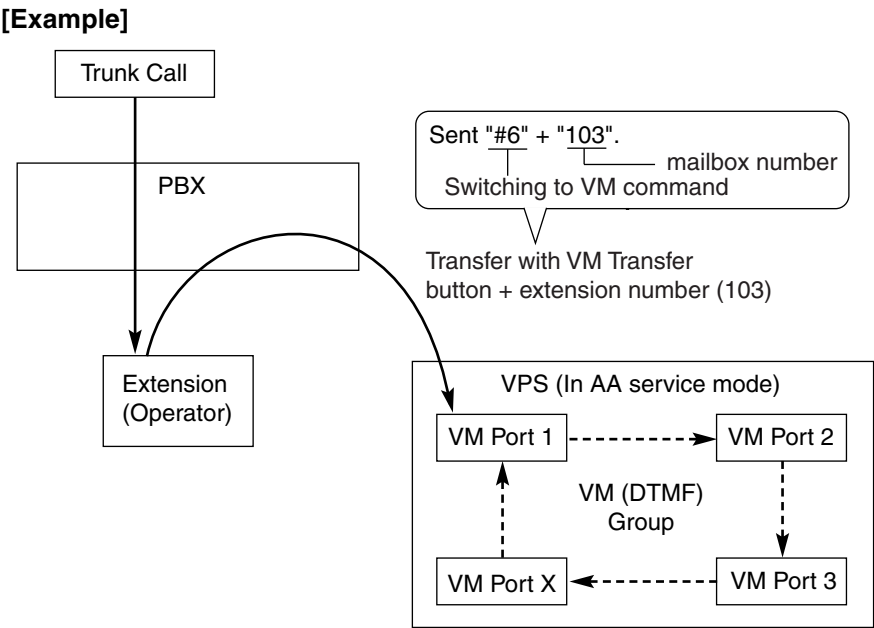 [Example]
Trunk Call
PBX
Sent "#6" + "103".
mailbox number
Switching to VM command
Transfer with VM Transfer
button + extension number (103)
Extension
(Operator)
VPS (In AA service mode)
VM Port 1
VM Port 2
VM (DTMF)
Group
VM Port X
VM Port 3